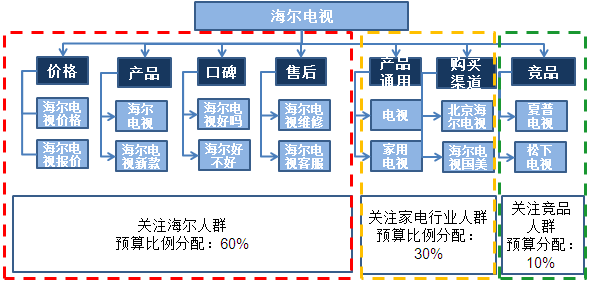 海尔电视
价格
产品
口碑
售后
产品
通用
购买
渠道
竞品
海尔电
视价格
海尔
电视
海尔电
视好吗
海尔电
视维修
电视
北京海
尔电视
夏普
电视
海尔电
视报价
海尔电
视新款
海尔好
不好
海尔电
视客服
家用
电视
海尔电
视国美
松下
电视
关注海尔人群
预算比例分配：60%
关注家电行业人群
预算比例分配：
30%
关注竞品
人群
预算分配：
10%